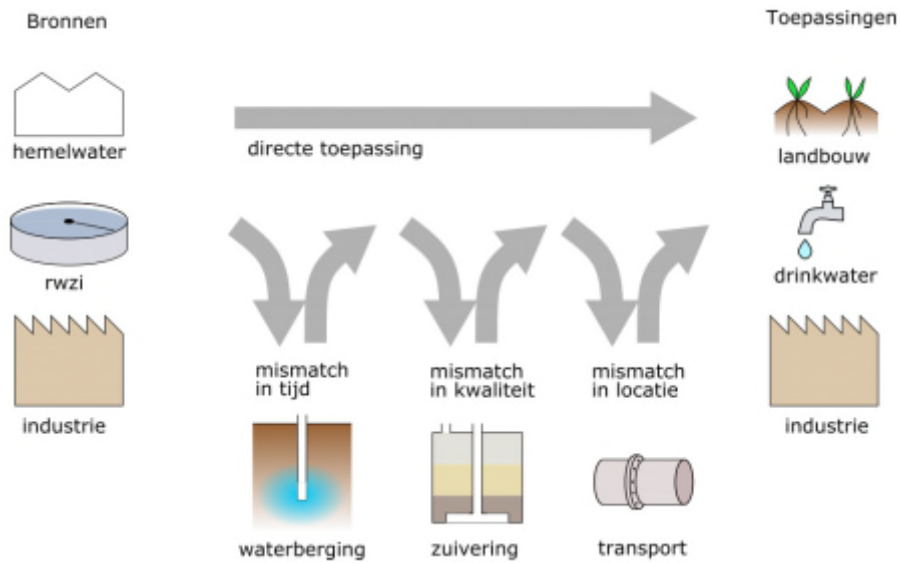 Bronnen
Toepassingen
hemelwater
directe toepassing
landbouw
rwzi
drinkwater
mismatch
in tijd
mismatch
in kwaliteit
mismatch
in locatie
industrie
industrie
waterberging
zuivering
transport